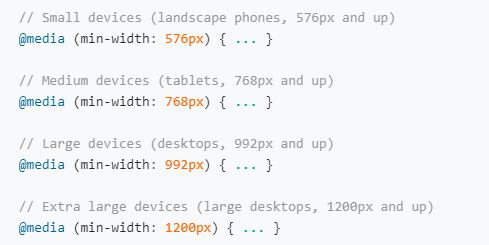 // Small devices (landscape phones, 576px and up)
@media (min-width: 576px) { ... }
// Medium devices (tablets, 768px and up)
@media (min-width: 768px) { ... }
// Large devices (desktops, 992px and up)
@media (min-width: 992px) { ... }
// Extra large devices (large desktops, 1200px and up)
@media (min-width: 1200px) { ... }